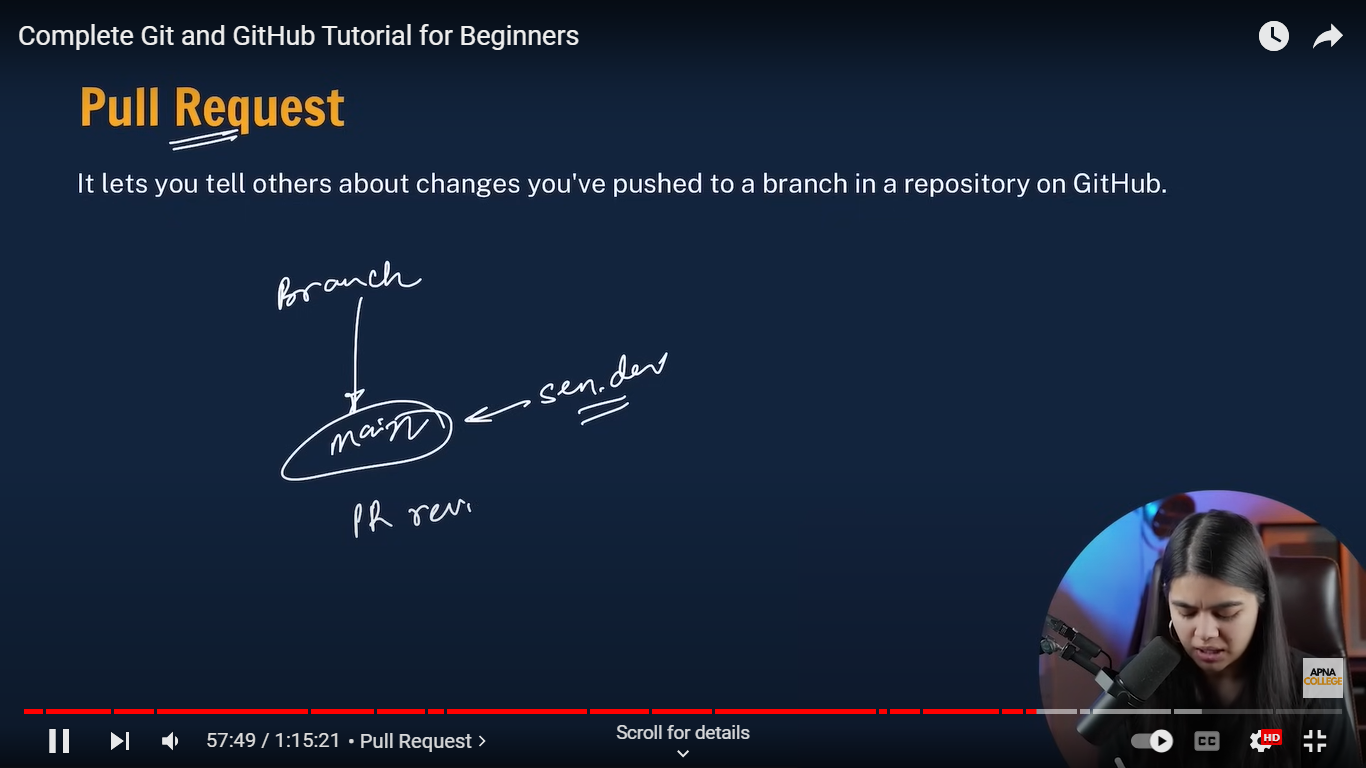 Complete Git and GitHub Tutorial for Beginners
Pull Request
It lets you tell others about changes you've pushed to a branch in a repository on GitHub.
Branch
main
sen. dev
PR revi
APNA
COLLEGE
57:49 / 1:15:21 • Pull Request >
Scroll for details
CC
HD